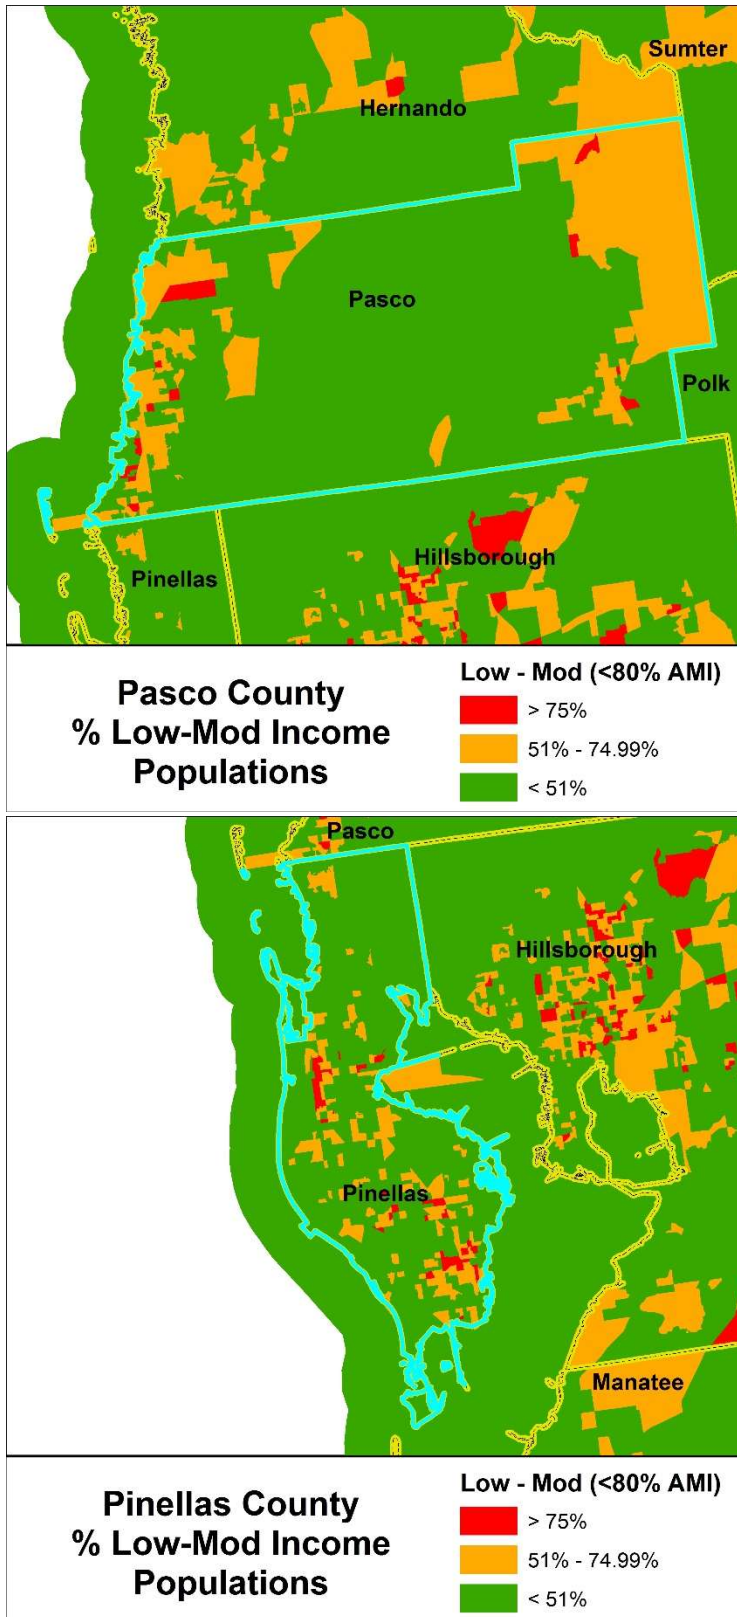 Sumter
Hernando
Pasco
Polk
Hillsborough
Pinellas
Pasco County
% Low-Mod Income
Populations
Low - Mod (<80% AMI)
> 75%
51% - 74.99%
< 51%
Pasco
Hillsborough
Pinellas
Manatee
Pinellas County
% Low-Mod Income
Populations
Low - Mod (<80% AMI)
> 75%
51% - 74.99%
< 51%